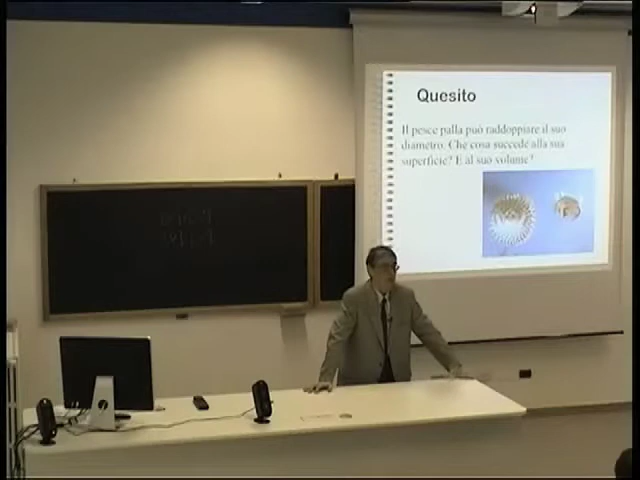 Quesito
Il pesce palla può raddoppiare il suo
diametro. Che cosa succede alla sua
superficie? E al suo volume?